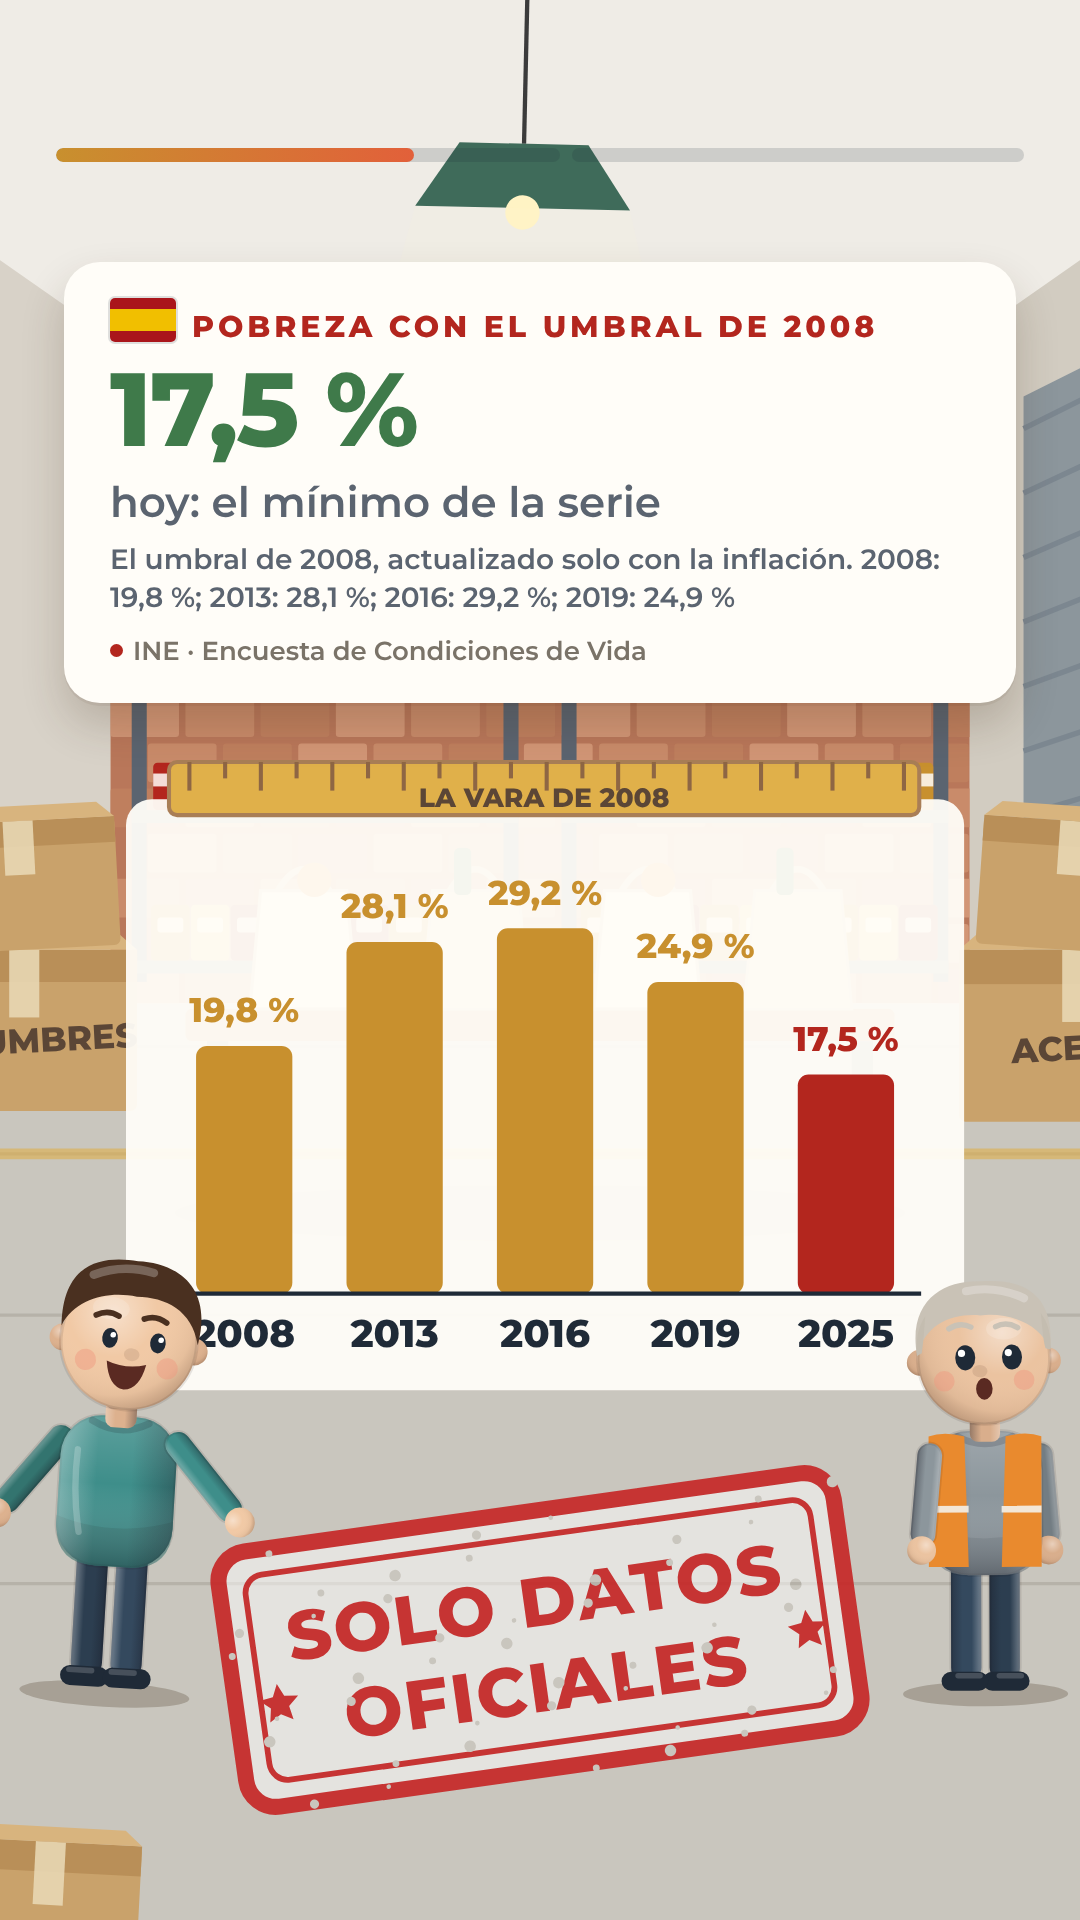 POBREZA CON EL UMBRAL DE 2008
17,5 %
hoy: el mínimo de la serie
El umbral de 2008, actualizado solo con la inflación. 2008:
19,8 %; 2013: 28,1 %; 2016: 29,2 %; 2019: 24,9 %
INE · Encuesta de Condiciones de Vida
LA VARA DE 2008
19,8 %
28,1 %
29,2 %
24,9 %
17,5 %
UMBRES
ACE
2008
2013
2016
2019
2025
SOLO DATOS
OFICIALES